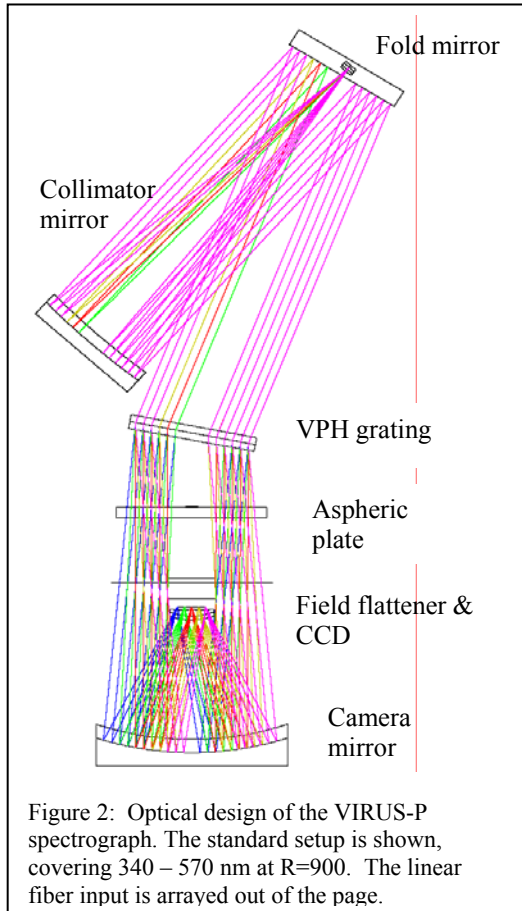 Fold mirror
Collimator
mirror
VPH grating
Aspheric
plate
Field flattener &
CCD
Camera
mirror
Figure 2:  Optical design of the VIRUS-P
spectrograph. The standard setup is shown,
covering 340 – 570 nm at R=900.  The linear
fiber input is arrayed out of the page.